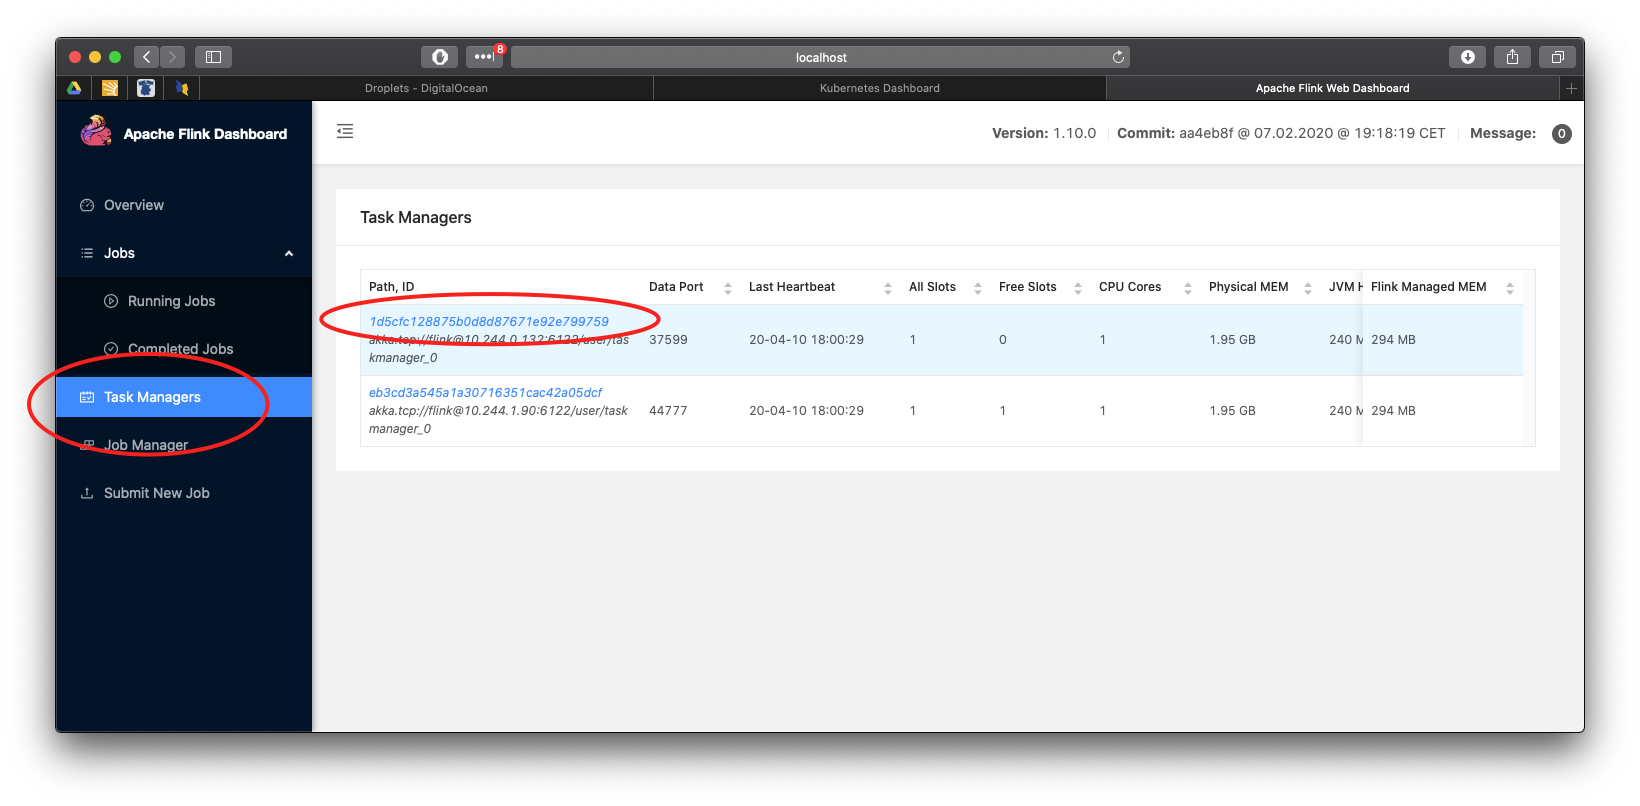 8
localhost
Droplets - DigitalOcean
Kubernetes Dashboard
Apache Flink Web Dashboard
Apache Flink Dashboard
Version: 1.10.0
Commit: aa4eb8f @ 07.02.2020 @ 19:18:19 CET
Message:
0
Overview
Jobs
Running Jobs
Completed Jobs
Task Managers
Job Manager
Submit New Job
Task Managers
Path, ID Data Port Last Heartbeat All Slots Free Slots CPU Cores Physical MEM JVM H Flink Managed MEM
1d5cfc128875b0d8d87671e92e799759
akka.tcp://flink@10.244.0.132:6122/user/tas
kmanager_0
37599 20-04-10 18:00:29 1 0 1 1.95 GB 240 M 294 MB
eb3cd3a545a1a30716351cac42a05dcf
akka.tcp://flink@10.244.1.90:6122/user/task
manager_0
44777 20-04-10 18:00:29 1 1 1 1.95 GB 240 M 294 MB